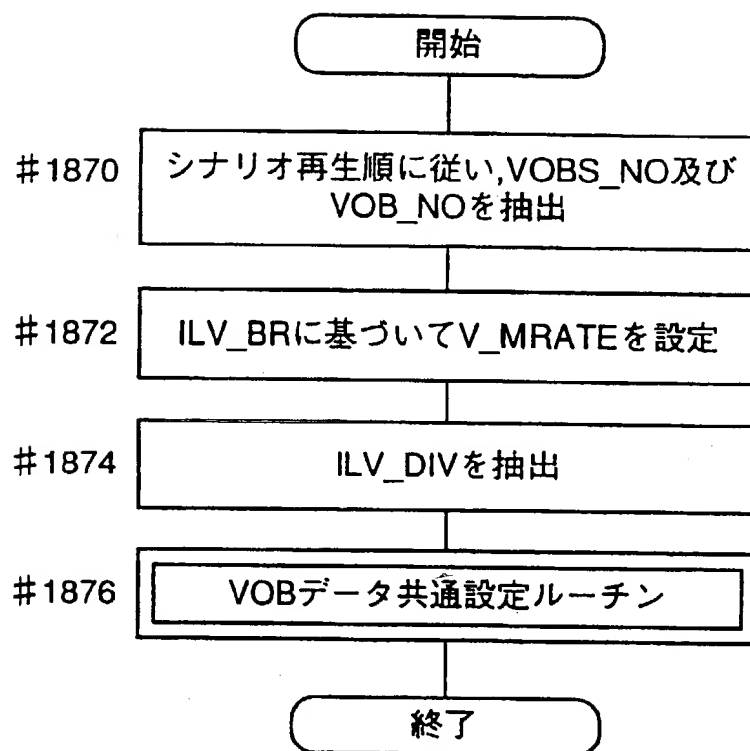 開始
#1870
シナリオ再生順に従い,VOBS_NO及び
VOB_NOを抽出
#1872
ILV_BRに基づいてV_MRATEを設定
#1874
ILV_DIVを抽出
#1876
VOBデータ共通設定ルーチン
終了